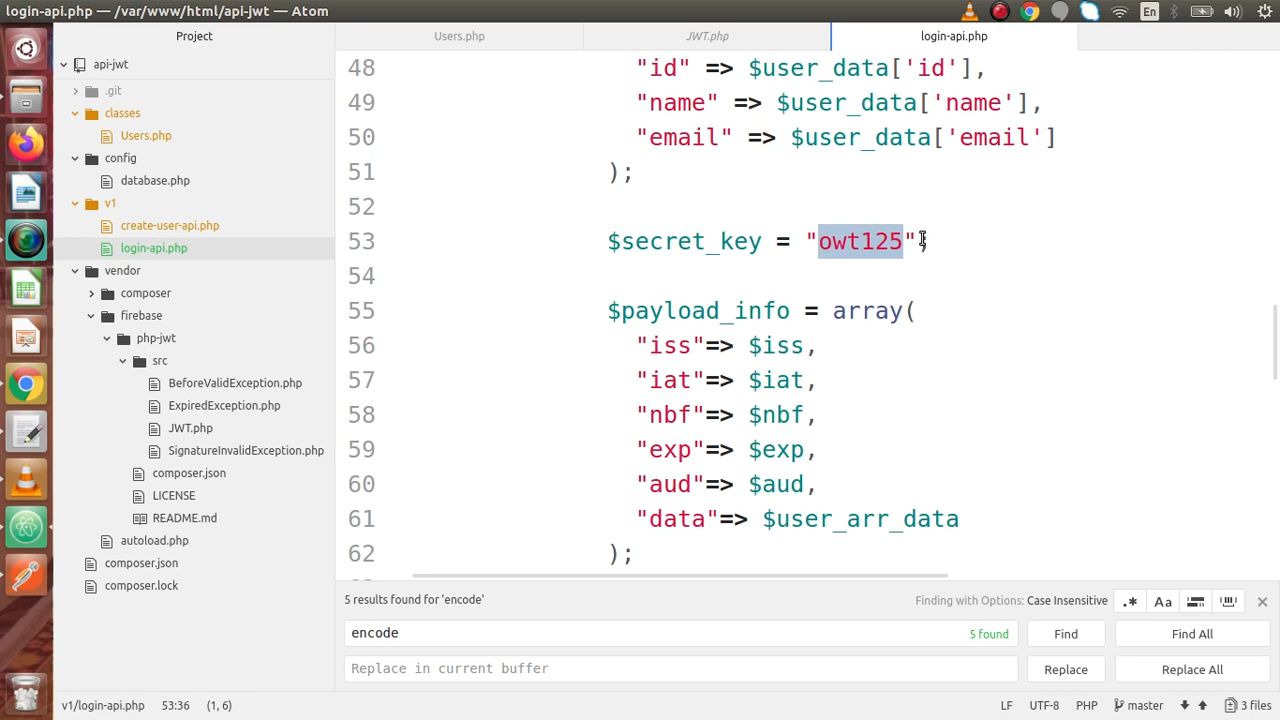 login-api.php — /var/www/html/api-jwt — Atom
En
Project
Users.php
JWT.php
login-api.php
api-jwt
.git
classes
Users.php
config
database.php
v1
create-user-api.php
login-api.php
vendor
composer
firebase
php-jwt
src
BeforeValidException.php
ExpiredException.php
JWT.php
SignatureInvalidException.php
composer.json
LICENSE
README.md
autoload.php
composer.json
composer.lock
48 "id" => $user_data['id'],
49 "name" => $user_data['name'],
50 "email" => $user_data['email']
51 );
52
53 $secret_key = "owt125";
54
55 $payload_info = array(
56 "iss"=> $iss,
57 "iat"=> $iat,
58 "nbf"=> $nbf,
59 "exp"=> $exp,
60 "aud"=> $aud,
61 "data"=> $user_arr_data
62 );
5 results found for 'encode'
Finding with Options: Case Insensitive
.*
Aa
encode
5 found
Find
Find All
Replace in current buffer
Replace
Replace All
v1/login-api.php 53:36 (1, 6)
LF UTF-8 PHP master 3 files